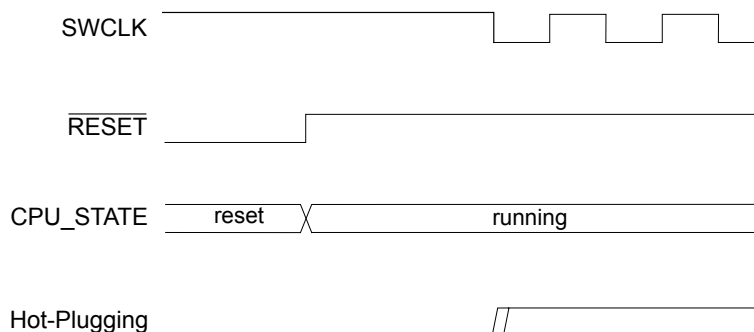 SWCLK
RESET
CPU_STATE
reset
running
Hot-Plugging